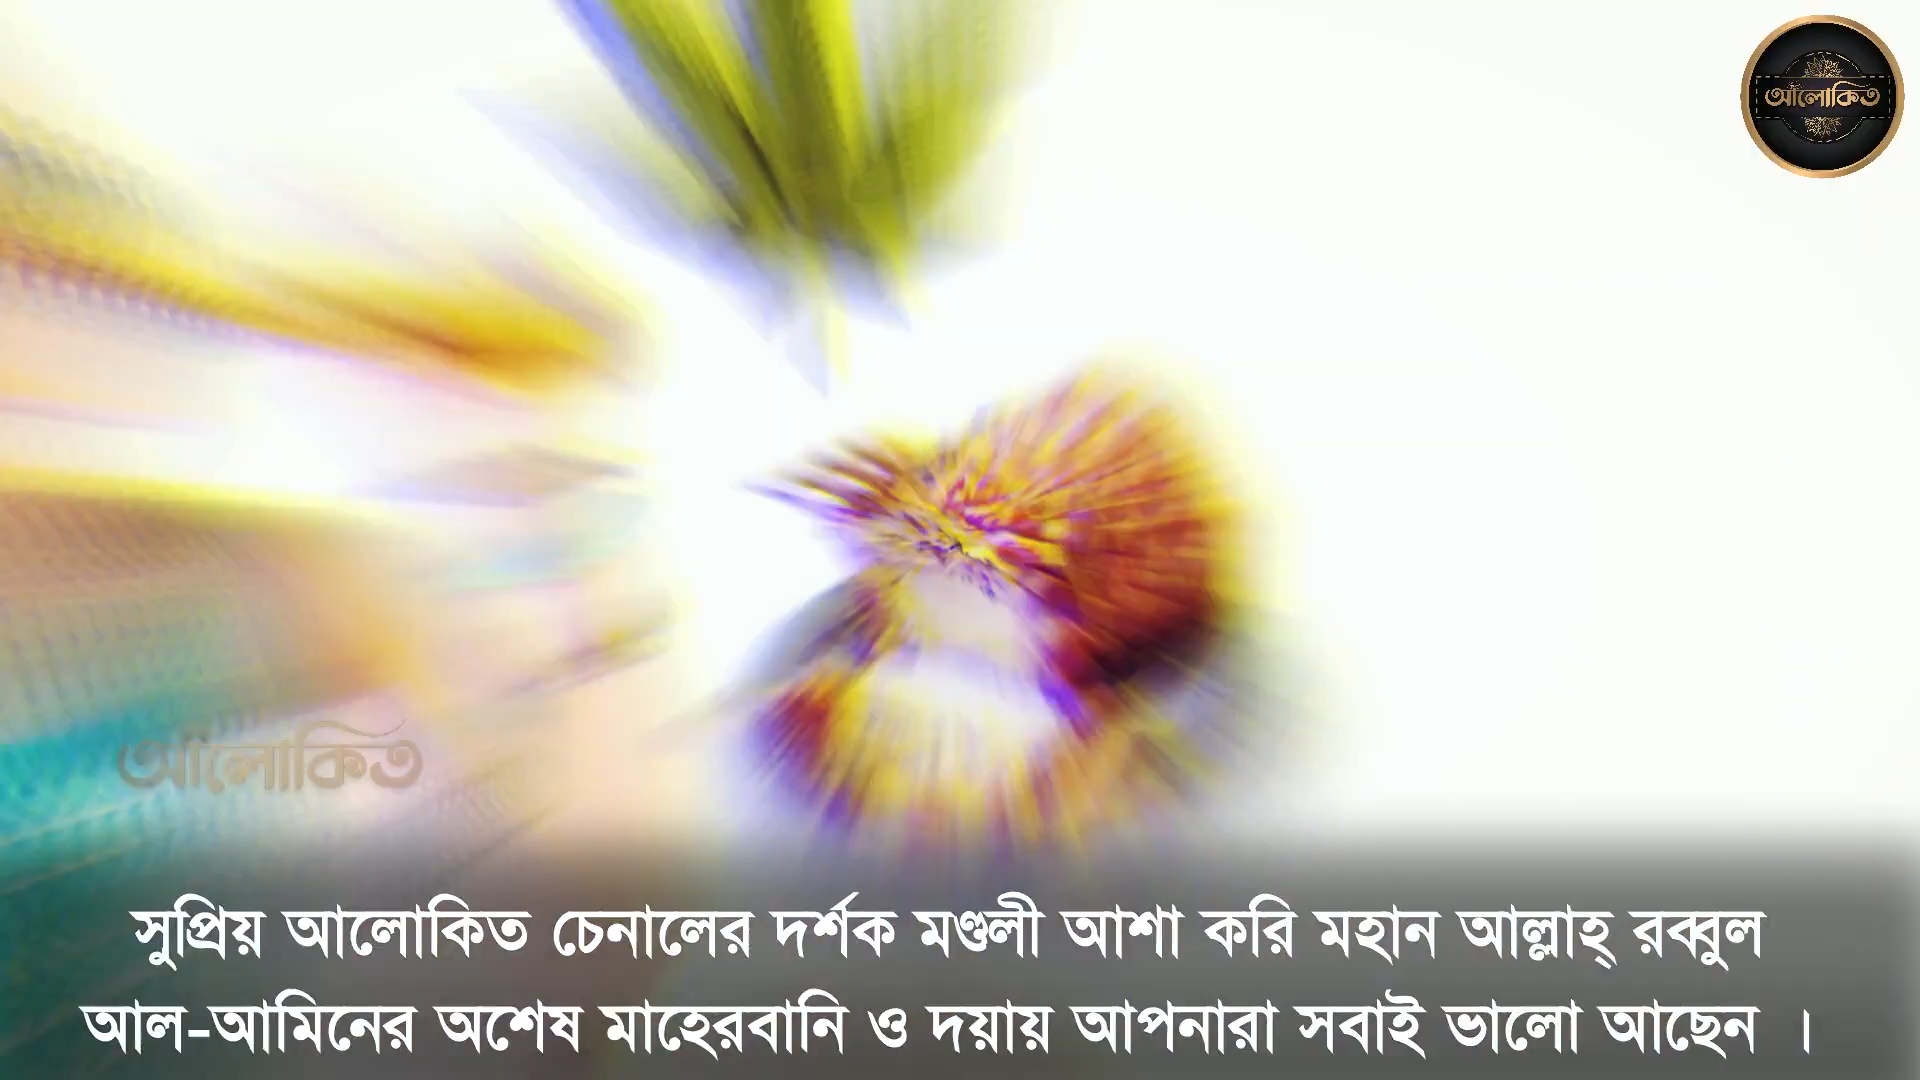 আলোকিত
আলোকিত
সুপ্রিয় আলোকিত চেনালের দর্শক মণ্ডলী আশা করি মহান আল্লাহ্ রব্বুল
আল-আমিনের অশেষ মাহেরবানি ও দয়ায় আপনারা সবাই ভালো আছেন ।